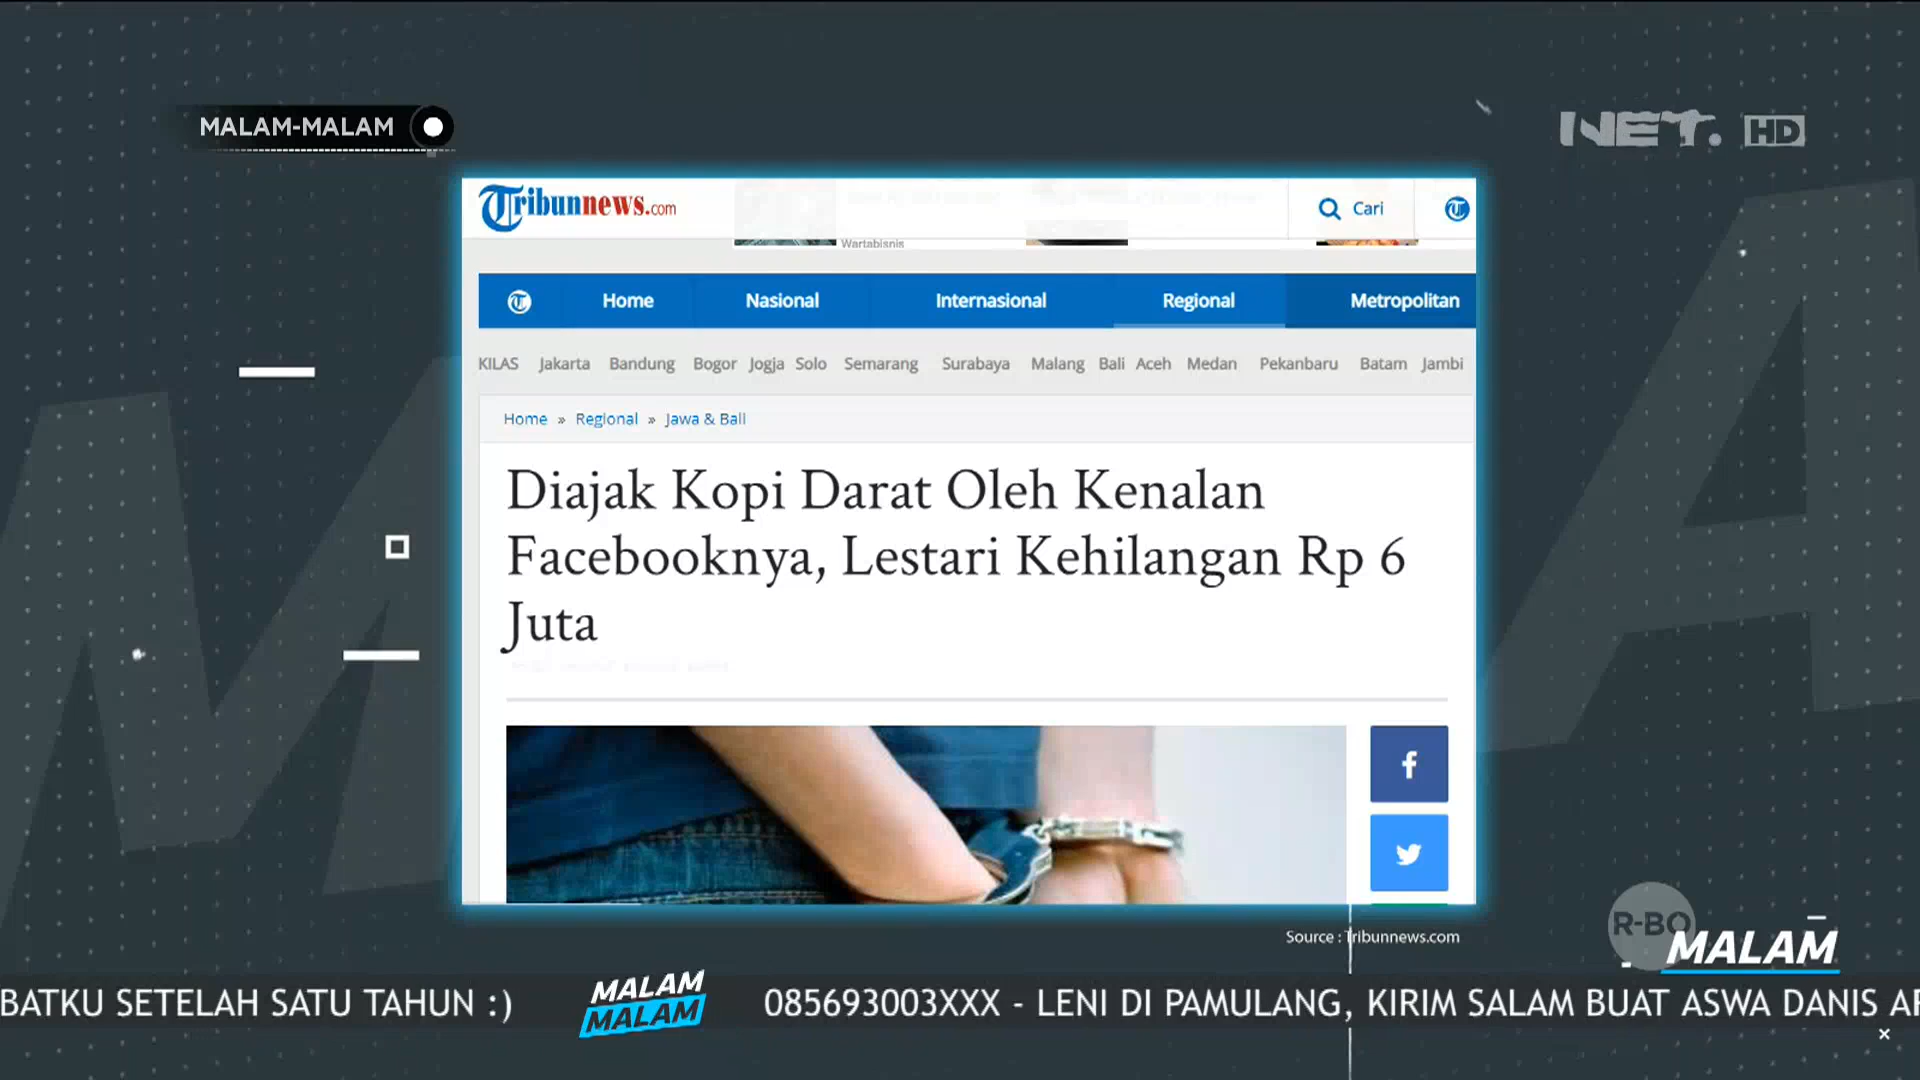 MALAM-MALAM
NET. HD
Tribunnews.com
Wartabisnis
Cari
Home Nasional Internasional Regional Metropolitan
KILAS Jakarta Bandung Bogor Jogja Solo Semarang Surabaya Malang Bali Aceh Medan Pekanbaru Batam Jambi
Home » Regional » Jawa & Bali
Diajak Kopi Darat Oleh Kenalan
Facebooknya, Lestari Kehilangan Rp 6
Juta
Source : Tribunnews.com
R-BO
MALAM
BATKU SETELAH SATU TAHUN :) MALAM MALAM 085693003XXX - LENI DI PAMULANG, KIRIM SALAM BUAT ASWA DANIS